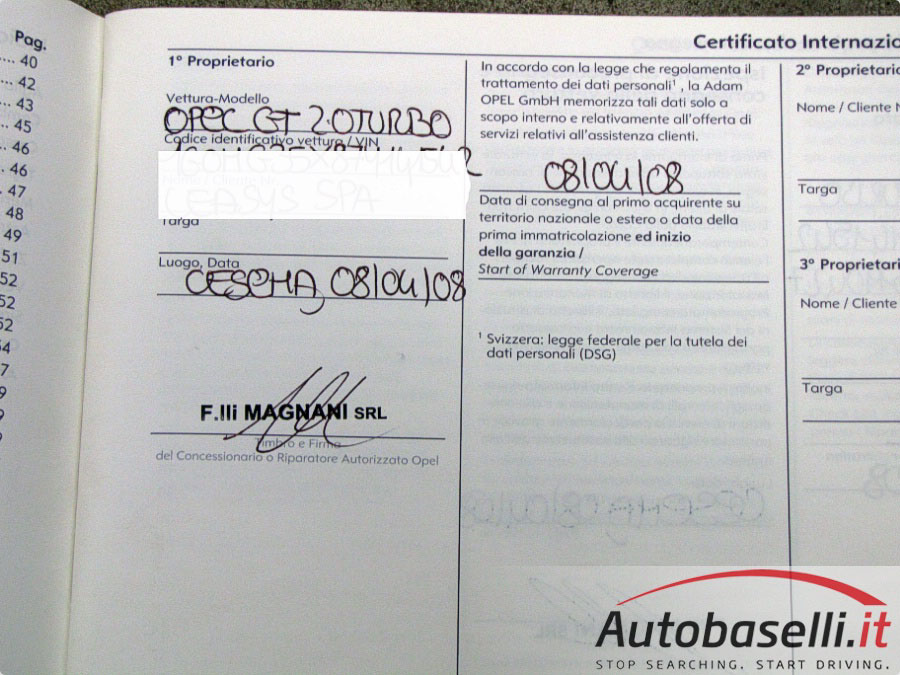 Pag.
40
42
43
45
46
46
47
48
49
51
52
52
52
54
7
9
9
9
Certificato Internazio
1° Proprietario
Vettura-Modello
OPEL GT 2.0TURBO
Codice identificativo vettura / VIN
Targa
Luogo, Data
08/04/08
F.lli MAGNANI SRL
Timbro e Firma
del Concessionario o Riparatore Autorizzato Opel
In accordo con la legge che regolamenta il
trattamento dei dati personali¹ , la Adam
OPEL GmbH memorizza tali dati solo a
scopo interno e relativamente all'offerta di
servizi relativi all'assistenza clienti.
08/04/08
Data di consegna al primo acquirente su
territorio nazionale o estero o data della
prima immatricolazione ed inizio
della garanzia /
Start of Warranty Coverage
¹ Svizzera: legge federale per la tutela dei
dati personali (DSG)
2° Proprietario
Nome / Cliente N
Targa
3° Proprietari
Nome / Cliente
Targa
Autobaselli.it
STOP SEARCHING. START DRIVING.